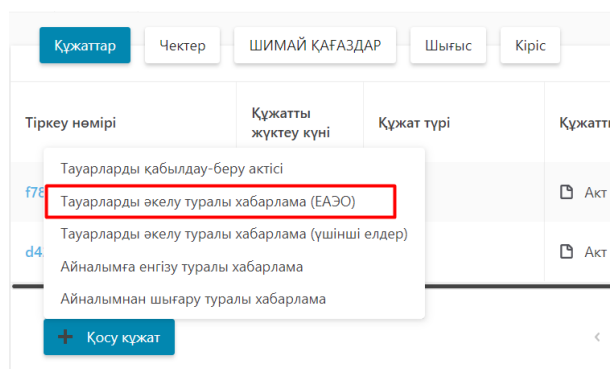 Құжаттар Чектер ШИМАЙ ҚАҒАЗДАР Шығыс Кіріс
Тіркеу нөмірі Құжатты жүктеу күні Құжат түрі
Тауарларды қабылдау-беру актісі
f78 Акт
Тауарларды әкелу туралы хабарлама (ЕАЭО)
Тауарларды әкелу туралы хабарлама (үшінші елдер)
d4 Акт
Айналымға енгізу туралы хабарлама
Айналымнан шығару туралы хабарлама
Қосу құжат